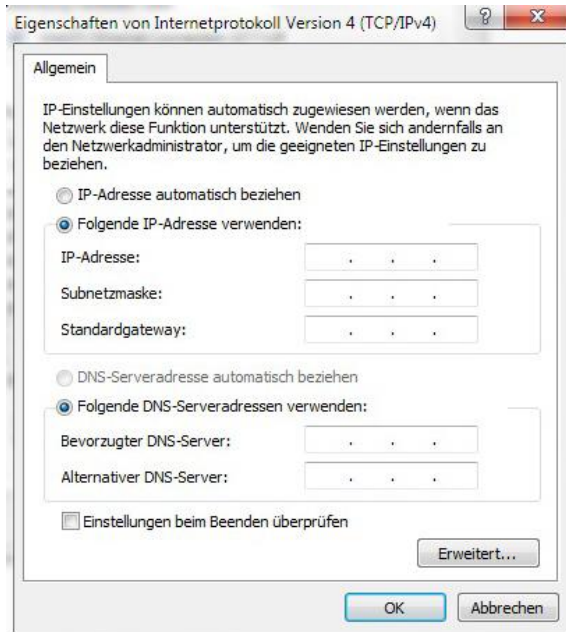 Eigenschaften von Internetprotokoll Version 4 (TCP/IPv4)
Allgemein
IP-Einstellungen können automatisch zugewiesen werden, wenn das
Netzwerk diese Funktion unterstützt. Wenden Sie sich andernfalls an
den Netzwerkadministrator, um die geeigneten IP-Einstellungen zu
beziehen.
IP-Adresse automatisch beziehen
Folgende IP-Adresse verwenden:
IP-Adresse: . . .
Subnetzmaske: . . .
Standardgateway: . . .
DNS-Serveradresse automatisch beziehen
Folgende DNS-Serveradressen verwenden:
Bevorzugter DNS-Server: . . .
Alternativer DNS-Server: . . .
Einstellungen beim Beenden überprüfen
Erweitert...
OK Abbrechen